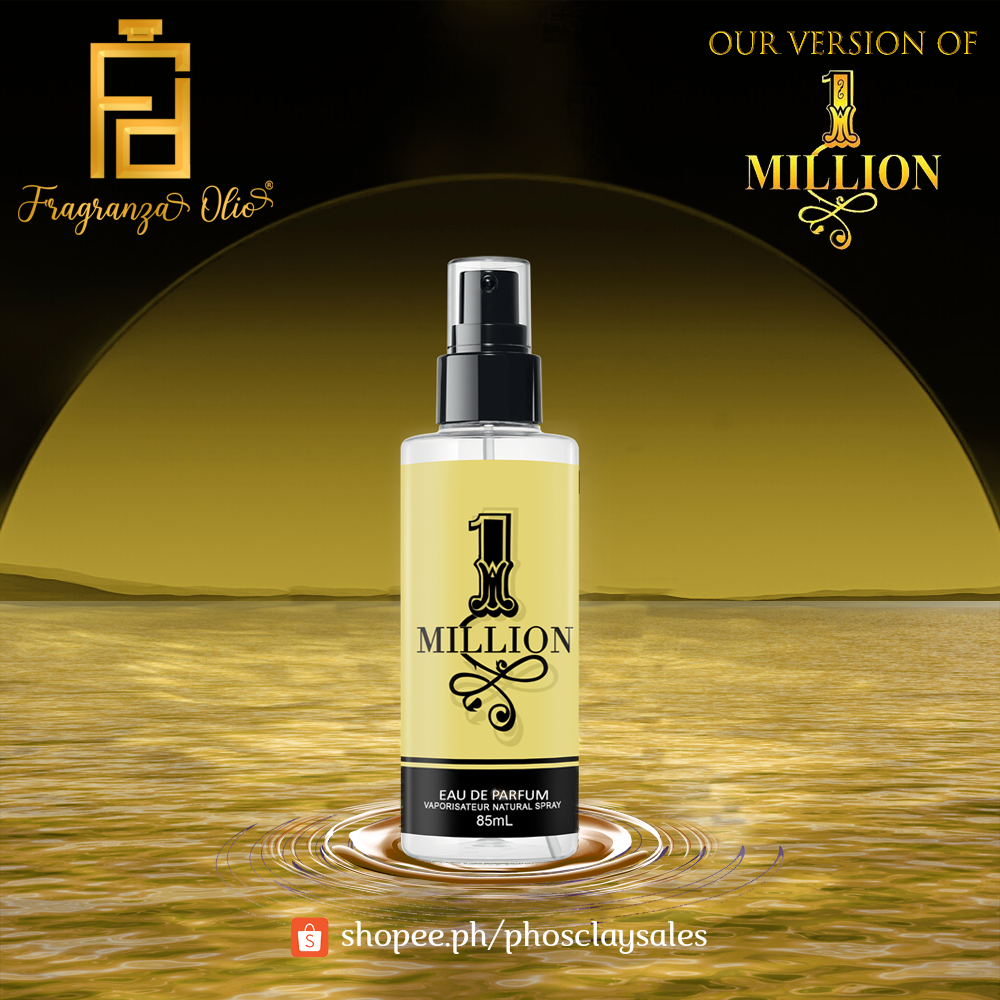 Fragranza Olio®
OUR VERSION OF
1
MILLION
1
MILLION
EAU DE PARFUM
VAPORISATEUR NATURAL SPRAY
85mL
shopee.ph/phosclaysales